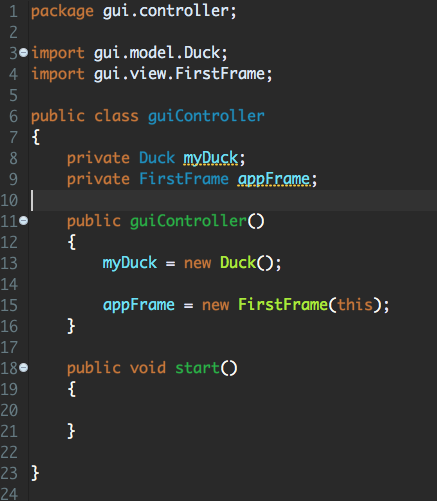 1 package gui.controller;
2
3 import gui.model.Duck;
4 import gui.view.FirstFrame;
5
6 public class guiController
7 {
8     private Duck myDuck;
9     private FirstFrame appFrame;
10
11     public guiController()
12     {
13         myDuck = new Duck();
14
15         appFrame = new FirstFrame(this);
16     }
17
18     public void start()
19     {
20
21     }
22
23 }
24